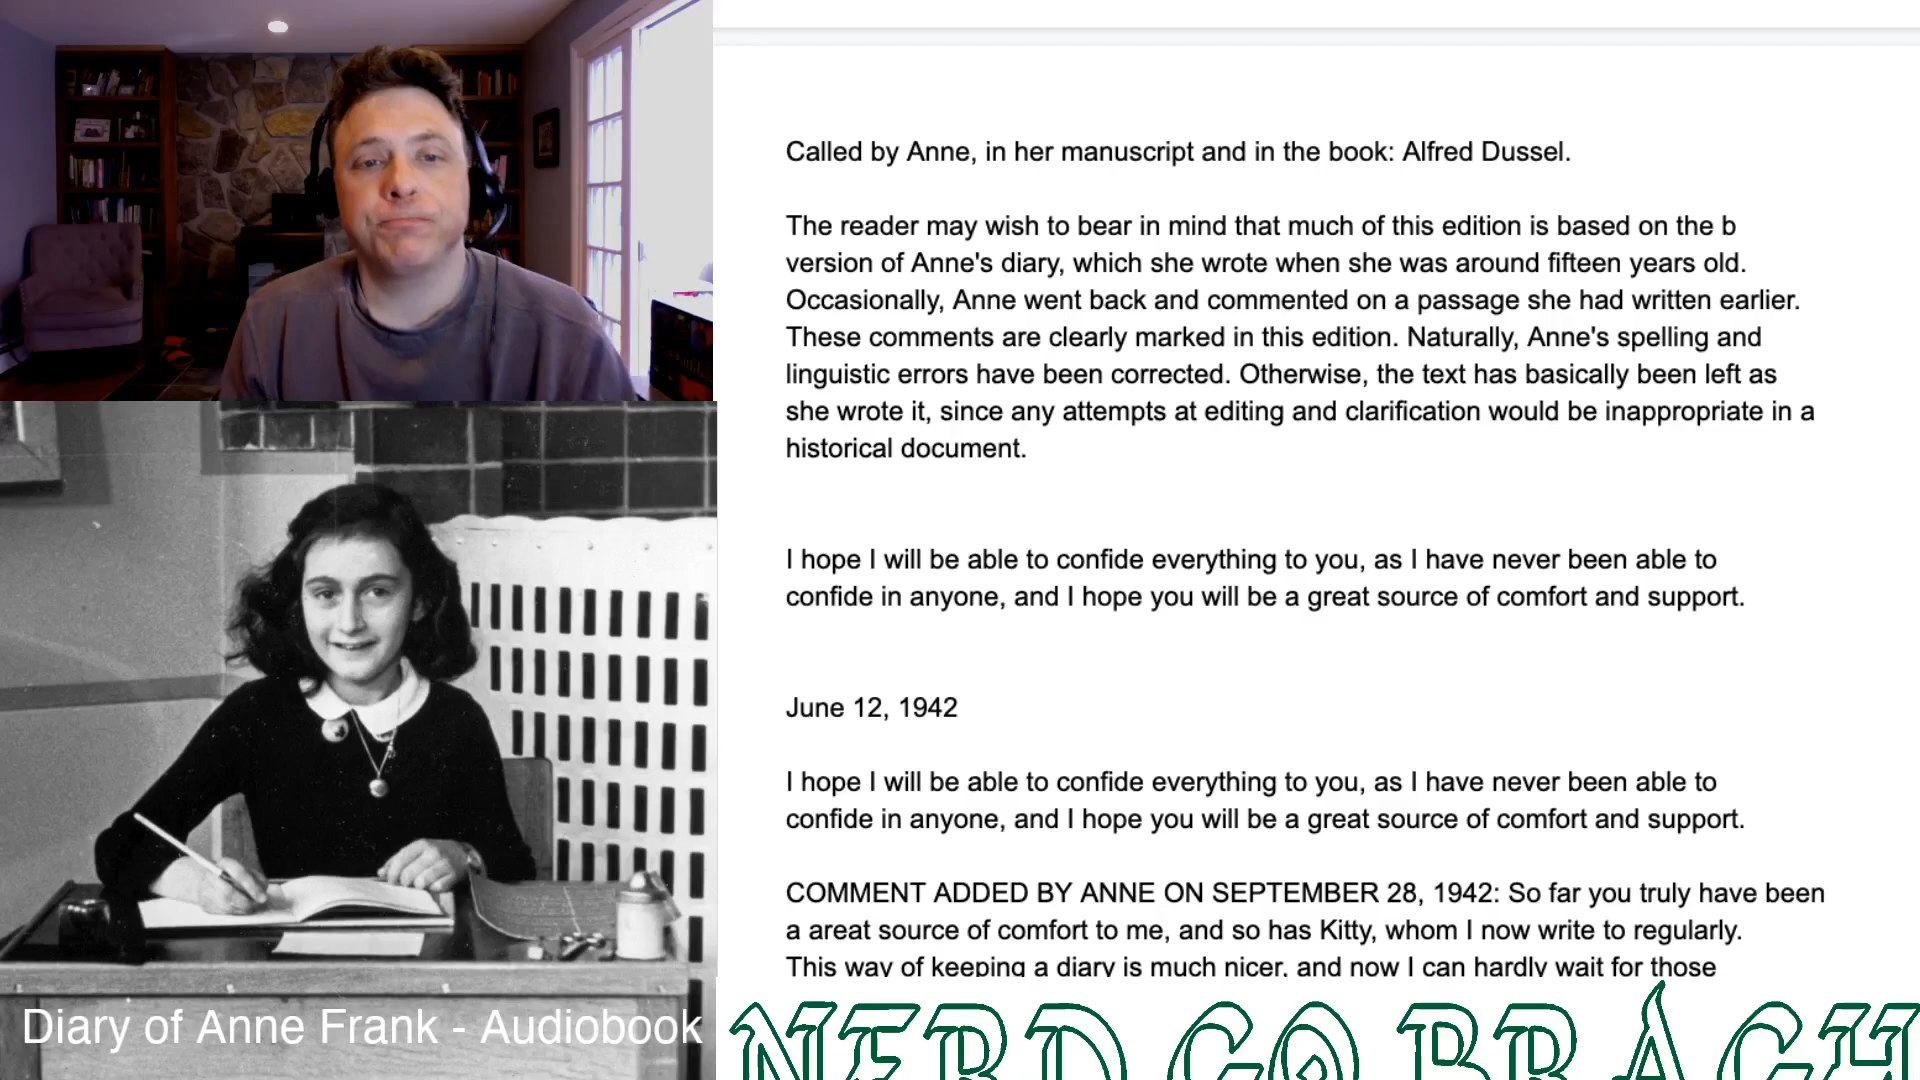 Called by Anne, in her manuscript and in the book: Alfred Dussel.
The reader may wish to bear in mind that much of this edition is based on the b
version of Anne's diary, which she wrote when she was around fifteen years old.
Occasionally, Anne went back and commented on a passage she had written earlier.
These comments are clearly marked in this edition. Naturally, Anne's spelling and
linguistic errors have been corrected. Otherwise, the text has basically been left as
she wrote it, since any attempts at editing and clarification would be inappropriate in a
historical document.
I hope I will be able to confide everything to you, as I have never been able to
confide in anyone, and I hope you will be a great source of comfort and support.
June 12, 1942
I hope I will be able to confide everything to you, as I have never been able to
confide in anyone, and I hope you will be a great source of comfort and support.
COMMENT ADDED BY ANNE ON SEPTEMBER 28, 1942: So far you truly have been
a areat source of comfort to me, and so has Kitty, whom I now write to regularly.
This way of keeping a diary is much nicer, and now I can hardly wait for those
Diary of Anne Frank - Audiobook
NERD GO BRAGH